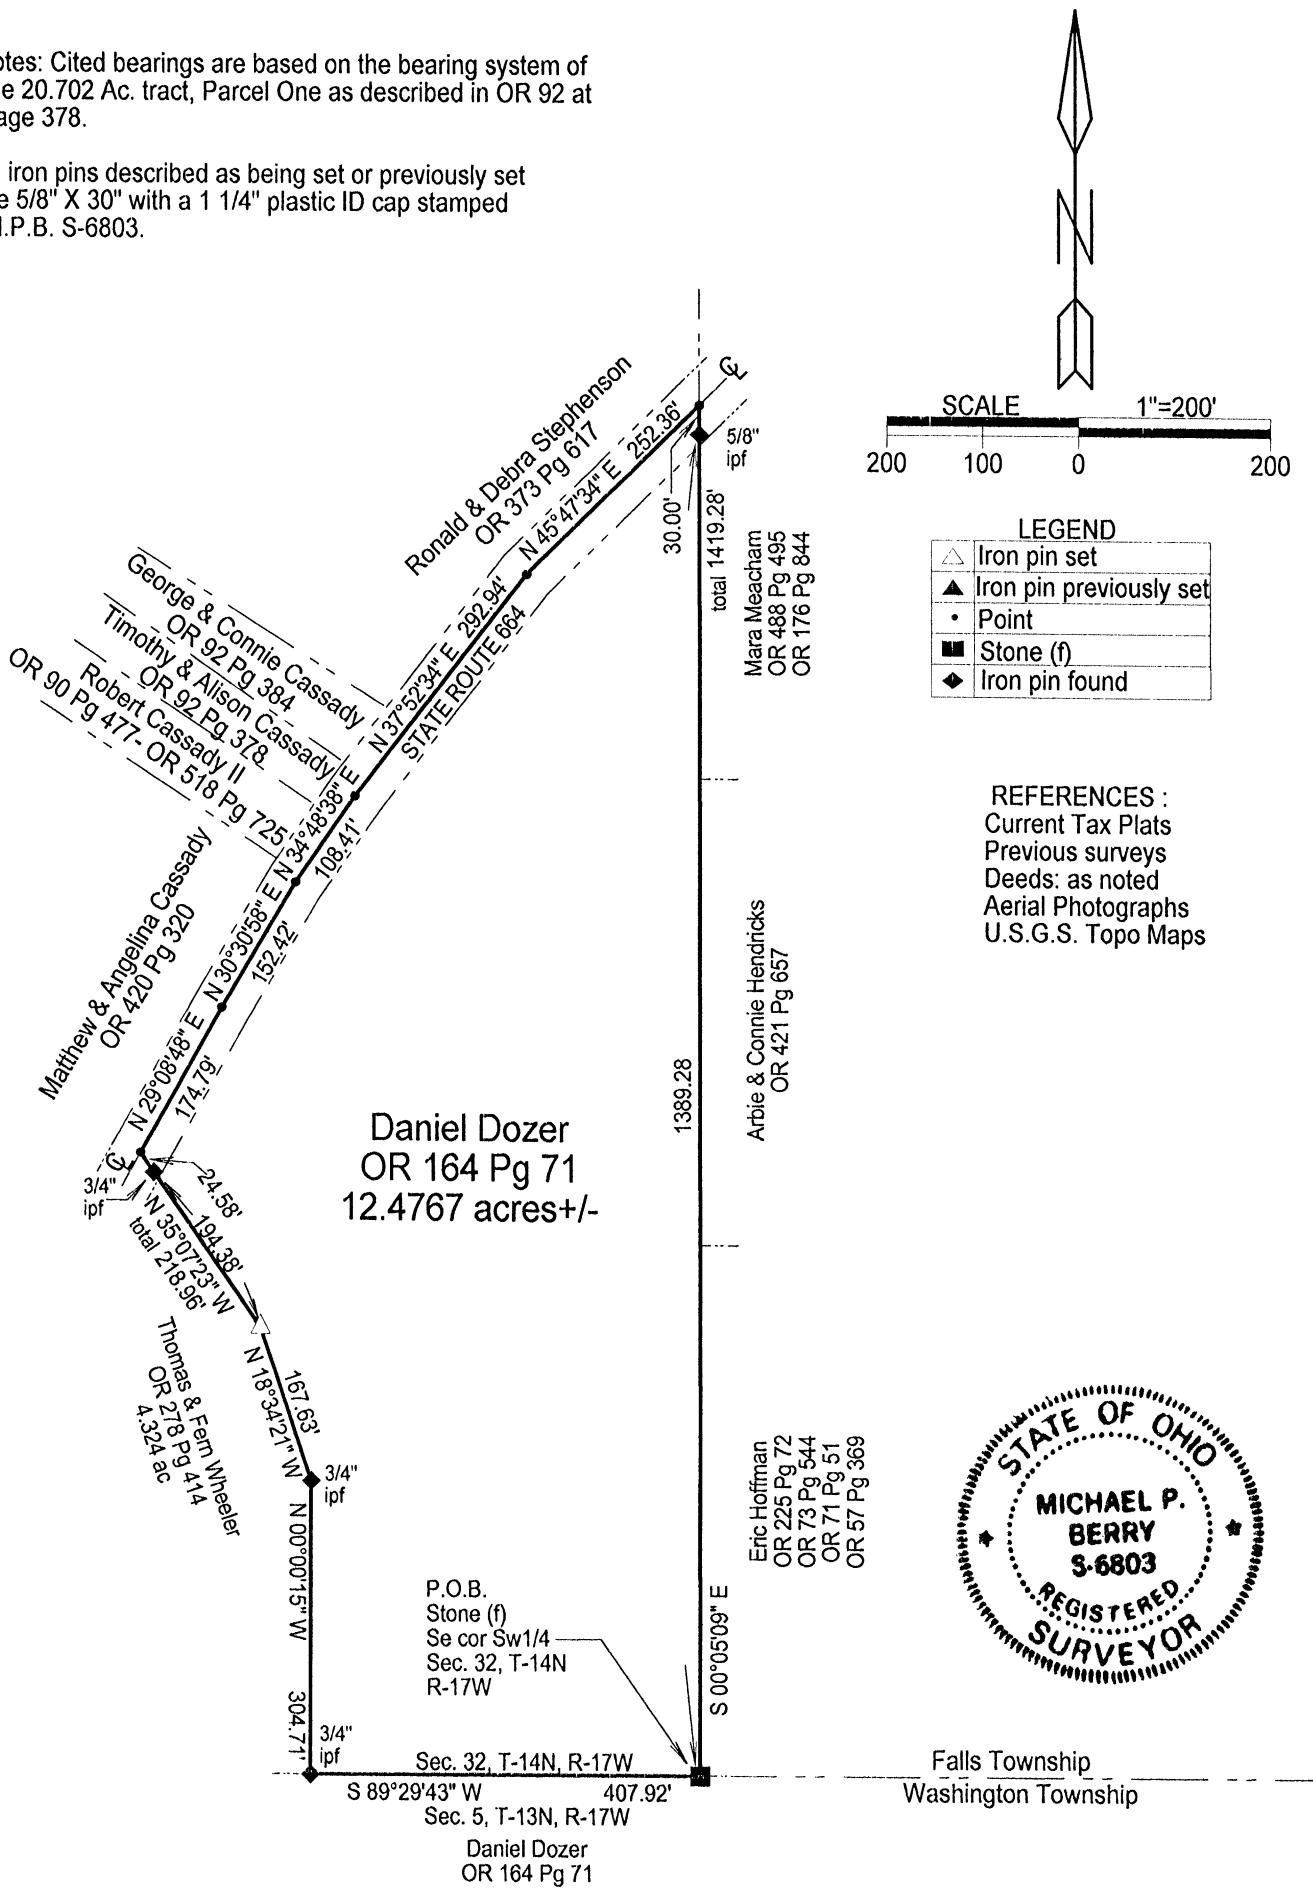 otes: Cited bearings are based on the bearing system of
e 20.702 Ac. tract, Parcel One as described in OR 92 at
age 378.
iron pins described as being set or previously set
e 5/8" X 30" with a 1 1/4" plastic ID cap stamped
.P.B. S-6803.
N
SCALE 1"=200'
200 100 0 200
LEGEND
Iron pin set
Iron pin previously set
Point
Stone (f)
Iron pin found
REFERENCES :
Current Tax Plats
Previous surveys
Deeds: as noted
Aerial Photographs
U.S.G.S. Topo Maps
CL
5/8"
ipf
30.00'
total 1419.28'
Ronald & Debra Stephenson
OR 373 Pg 617
N 45°47'34" E 252.36'
N 37°52'34" E 292.94'
STATE ROUTE 664
George & Connie Cassady
OR 92 Pg 384
Timothy & Alison Cassady
OR 92 Pg 378
Robert Cassady II
OR 90 Pg 477- OR 518 Pg 725
N 34°48'38" E
108.41'
Matthew & Angelina Cassady
OR 420 Pg 320
N 30°30'58" E
152.42'
N 29°08'48" E
174.79'
Mara Meacham
OR 488 Pg 495
OR 176 Pg 844
Arbie & Connie Hendricks
OR 421 Pg 657
1389.28
Daniel Dozer
OR 164 Pg 71
12.4767 acres+/-
CL
3/4"
ipf
24.58'
194.38'
N 35°07'23" W
total 218.96'
Thomas & Fern Wheeler
OR 278 Pg 414
4.324 ac
167.63'
N 18°34'21" W
3/4"
ipf
N 00°00'15" W
304.71'
3/4"
ipf
Eric Hoffman
OR 225 Pg 72
OR 73 Pg 544
OR 71 Pg 51
OR 57 Pg 369
S 00°05'09" E
P.O.B.
Stone (f)
Se cor Sw1/4
Sec. 32, T-14N
R-17W
Sec. 32, T-14N, R-17W
S 89°29'43" W 407.92'
Sec. 5, T-13N, R-17W
Daniel Dozer
OR 164 Pg 71
Falls Township
Washington Township
STATE OF OHIO
MICHAEL P.
BERRY
S-6803
REGISTERED
SURVEYOR